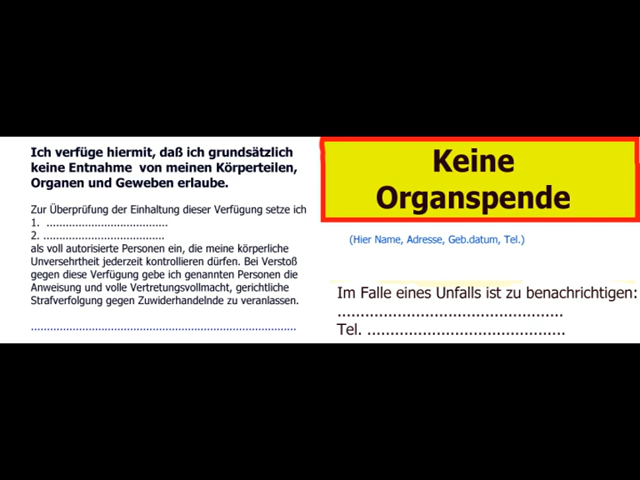 Ich verfüge hiermit, daß ich grundsätzlich
keine Entnahme von meinen Körperteilen,
Organen und Geweben erlaube.
Zur Überprüfung der Einhaltung dieser Verfügung setze ich
1. ......................................
2. ......................................
als voll autorisierte Personen ein, die meine körperliche
Unversehrtheit jederzeit kontrollieren dürfen. Bei Verstoß
gegen diese Verfügung gebe ich genannten Personen die
Anweisung und volle Vertretungsvollmacht, gerichtliche
Strafverfolgung gegen Zuwiderhandelnde zu veranlassen.
....................................................................................
Keine
Organspende
(Hier Name, Adresse, Geb.datum, Tel.)
Im Falle eines Unfalls ist zu benachrichtigen:
.................................................
Tel. ...........................................